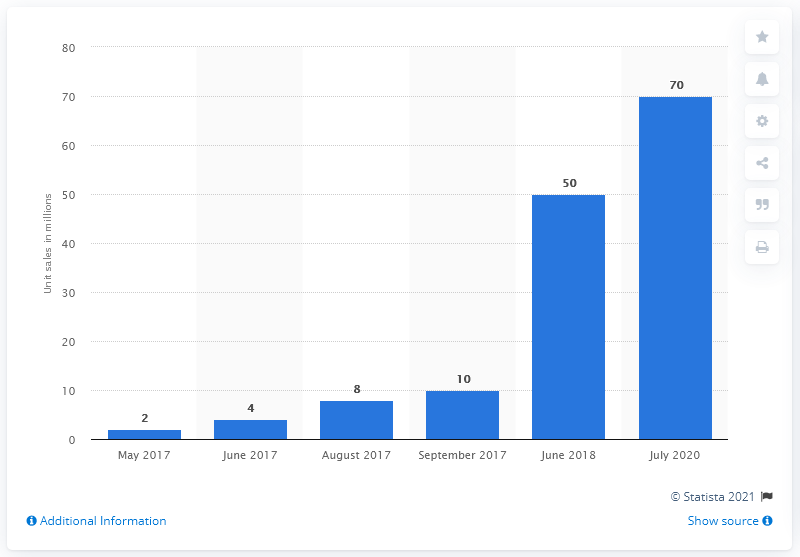 Unit sales in millions
80
70
60
50
40
30
20
10
0
2
4
8
10
50
70
May 2017
June 2017
August 2017
September 2017
June 2018
July 2020
© Statista 2021
Additional Information
Show source